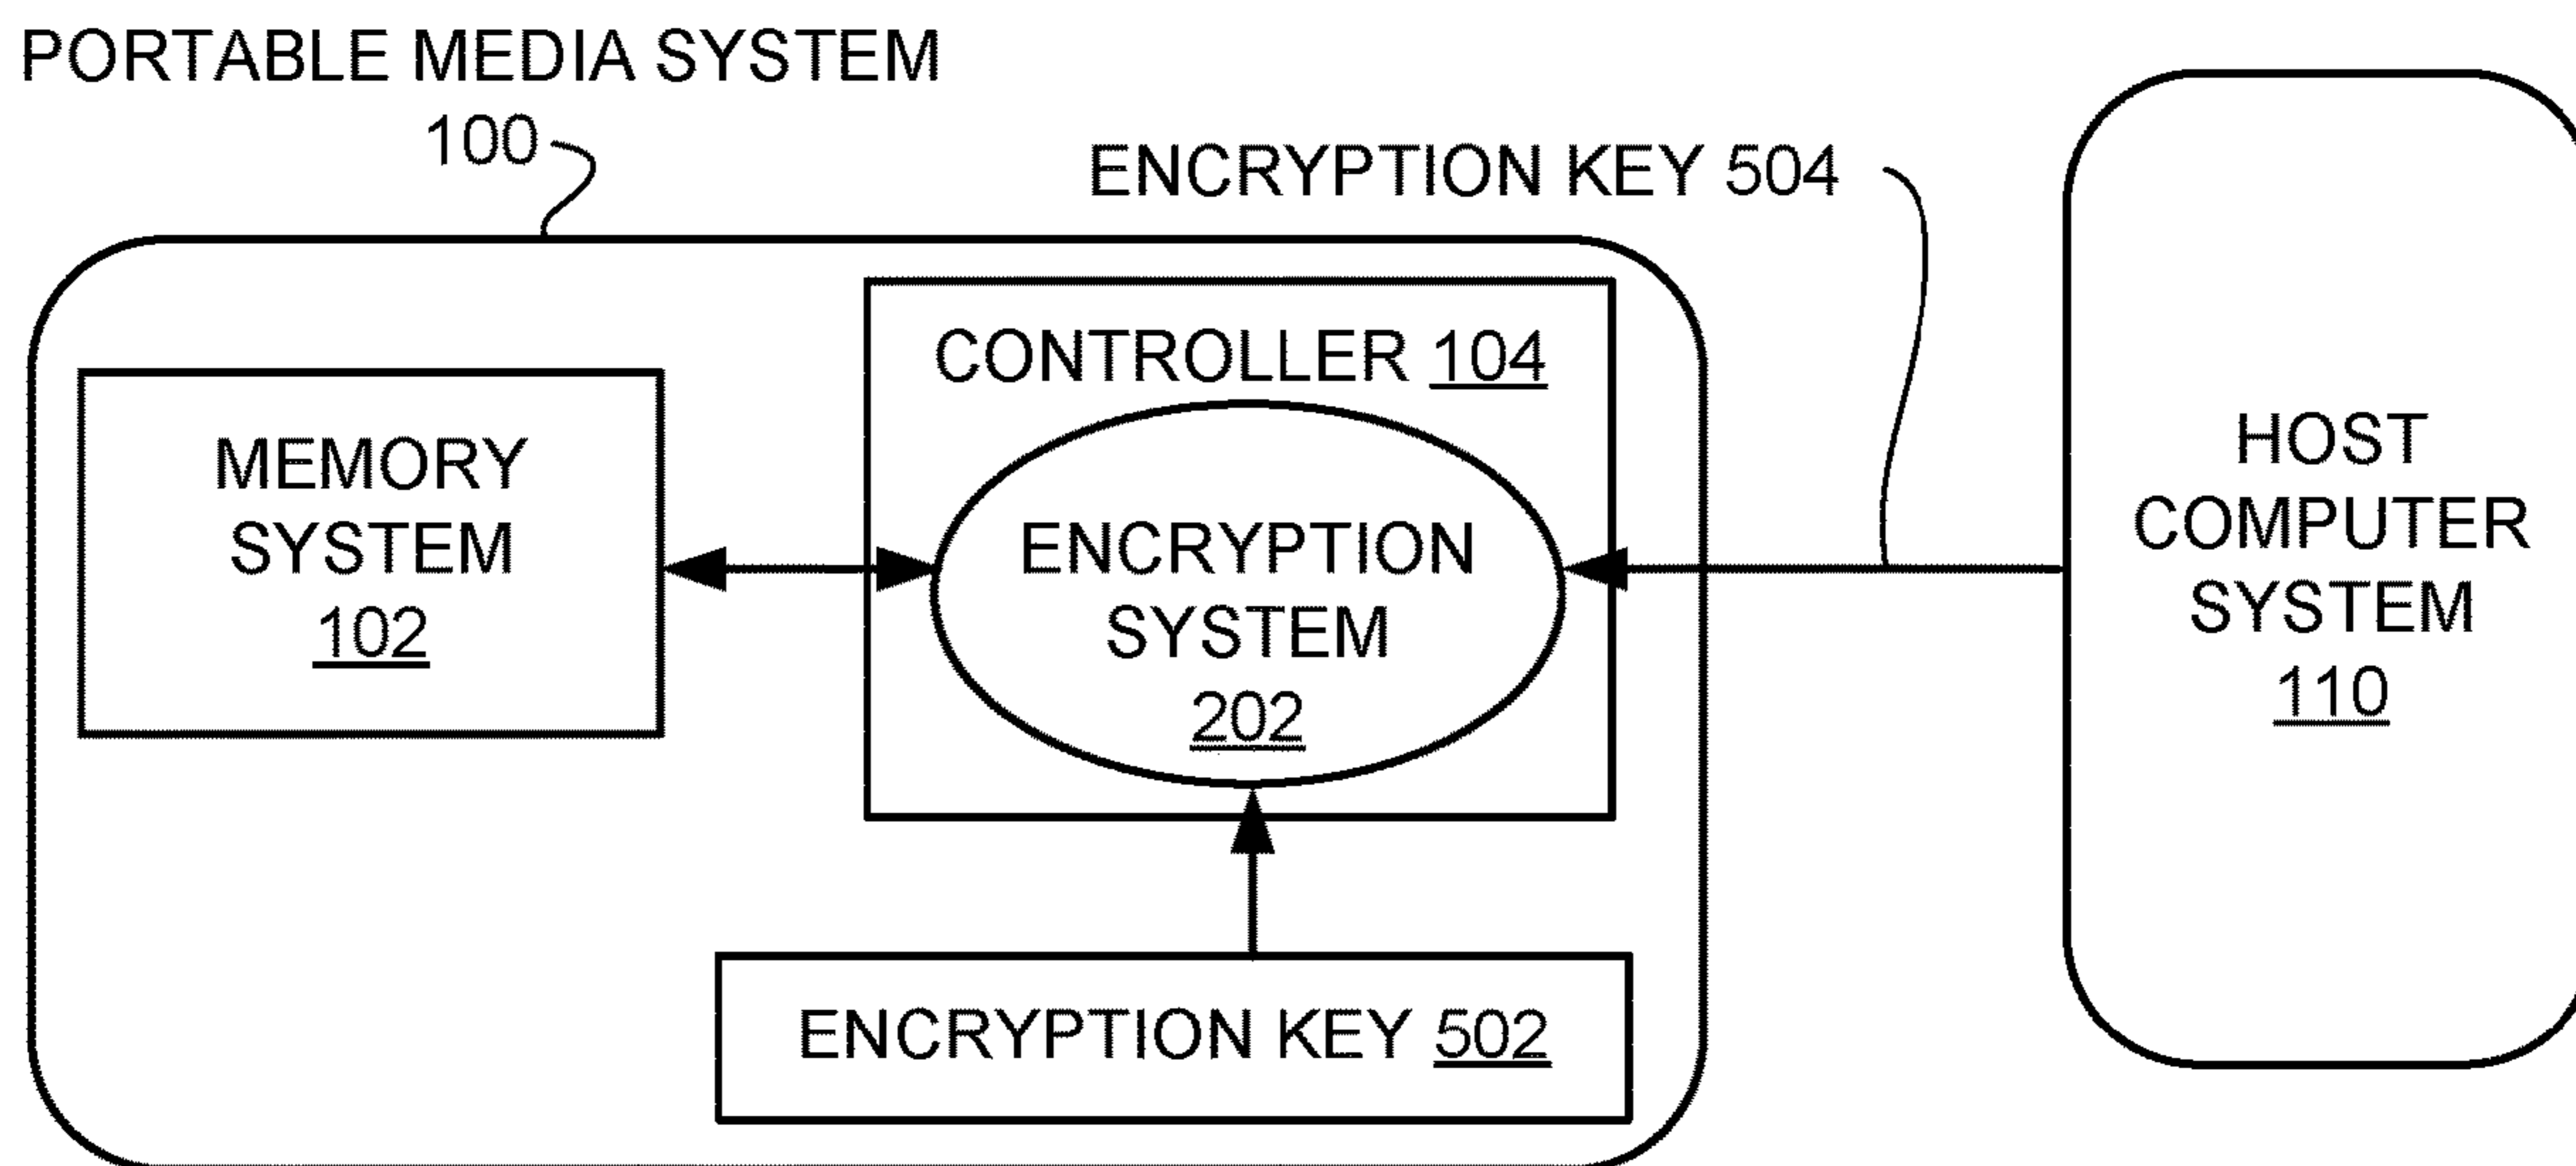 PORTABLE MEDIA SYSTEM
100
ENCRYPTION KEY 504
CONTROLLER 104
MEMORY
SYSTEM
102
ENCRYPTION
SYSTEM
202
HOST
COMPUTER
SYSTEM
110
ENCRYPTION KEY 502